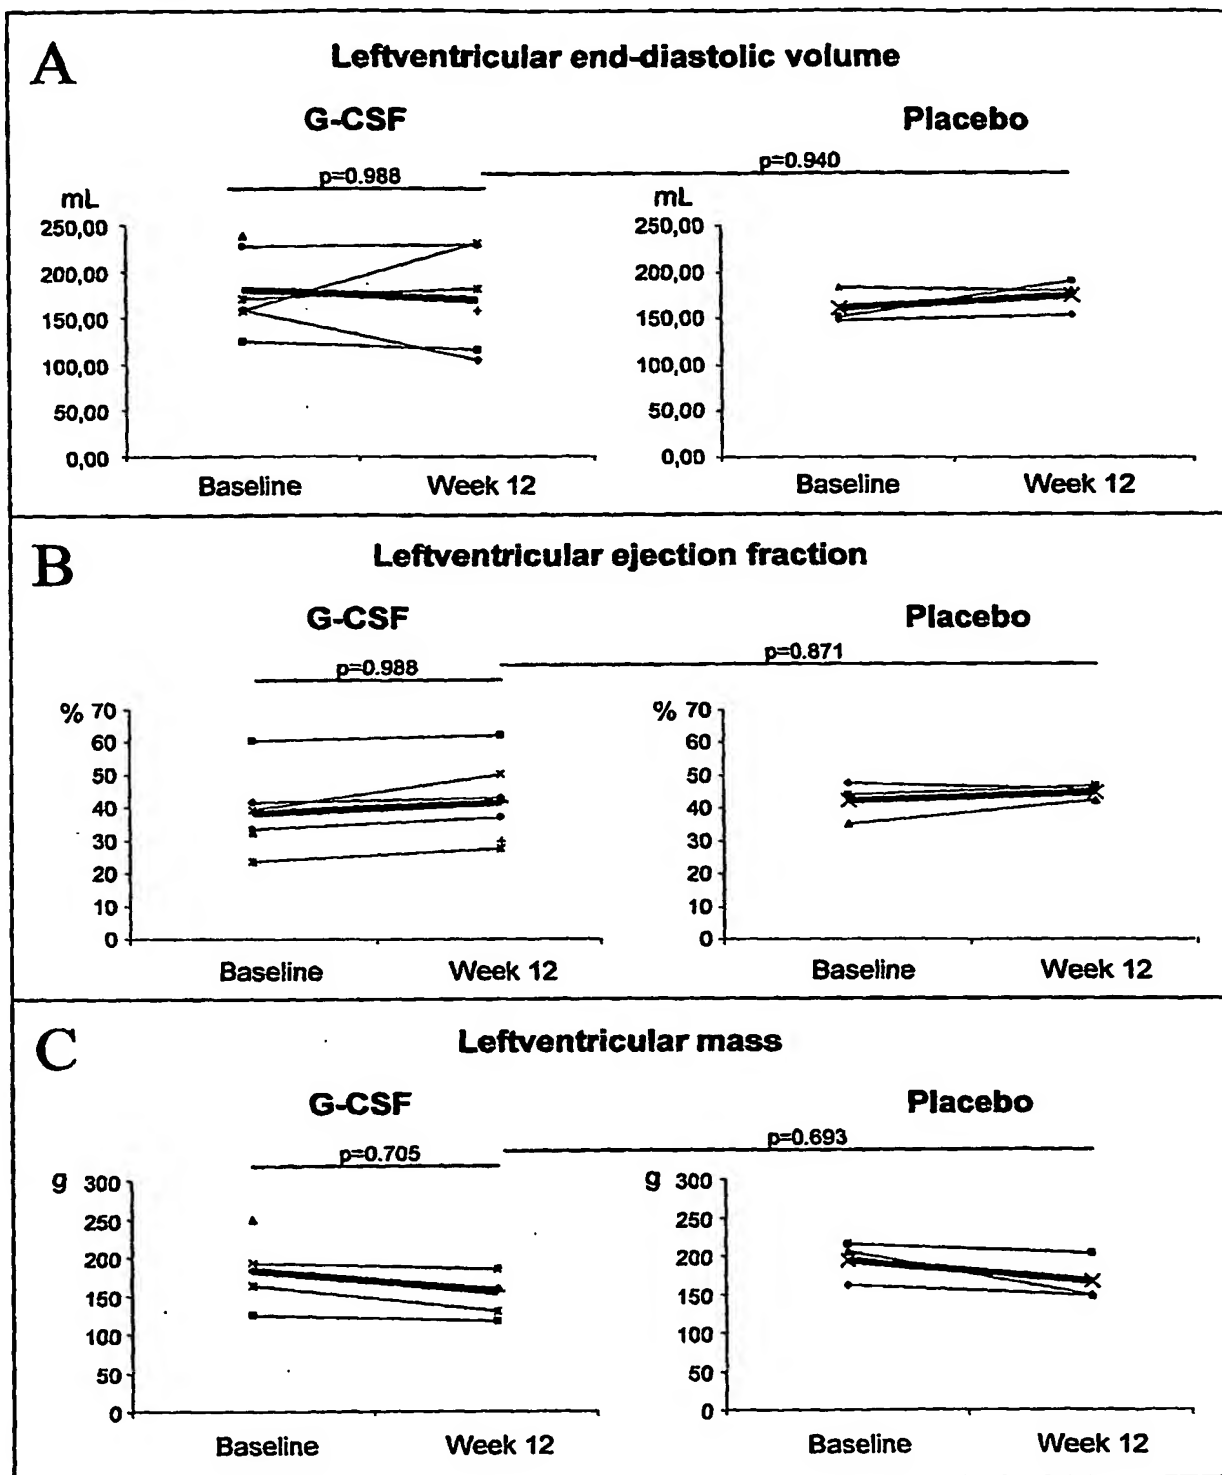 A
Leftventricular end-diastolic volume
G-CSF
Placebo
p=0.988
p=0.940
mL
250,00
200,00
150,00
100,00
50,00
0,00
Baseline
Week 12
mL
250,00
200,00
150,00
100,00
50,00
0,00
Baseline
Week 12
B
Leftventricular ejection fraction
G-CSF
Placebo
p=0.988
p=0.871
% 70
60
50
40
30
20
10
0
Baseline
Week 12
% 70
60
50
40
30
20
10
0
Baseline
Week 12
C
Leftventricular mass
G-CSF
Placebo
p=0.705
p=0.693
g 300
250
200
150
100
50
0
Baseline
Week 12
g 300
250
200
150
100
50
0
Baseline
Week 12